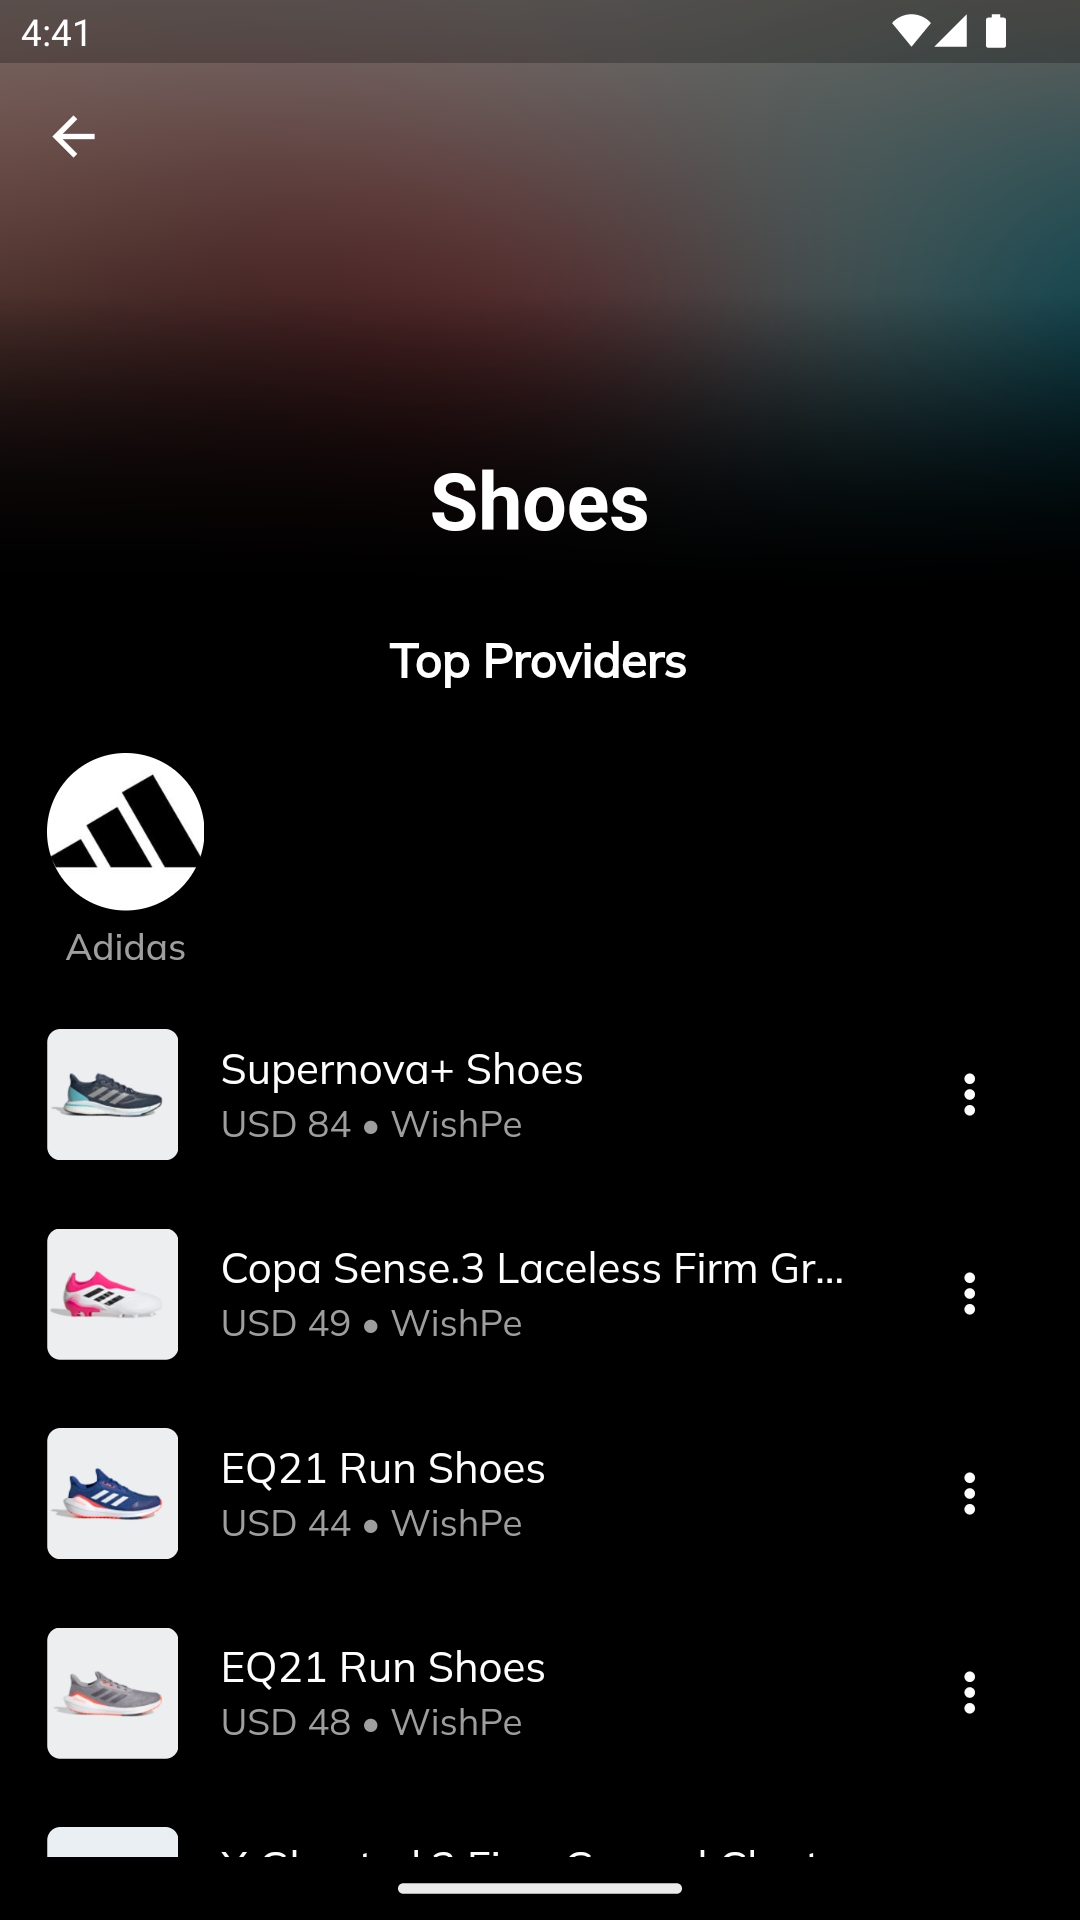 4:41
Shoes
Top Providers
Adidas
Supernova+ Shoes
USD 84 • WishPe
Copa Sense.3 Laceless Firm Gr...
USD 49 • WishPe
EQ21 Run Shoes
USD 44 • WishPe
EQ21 Run Shoes
USD 48 • WishPe